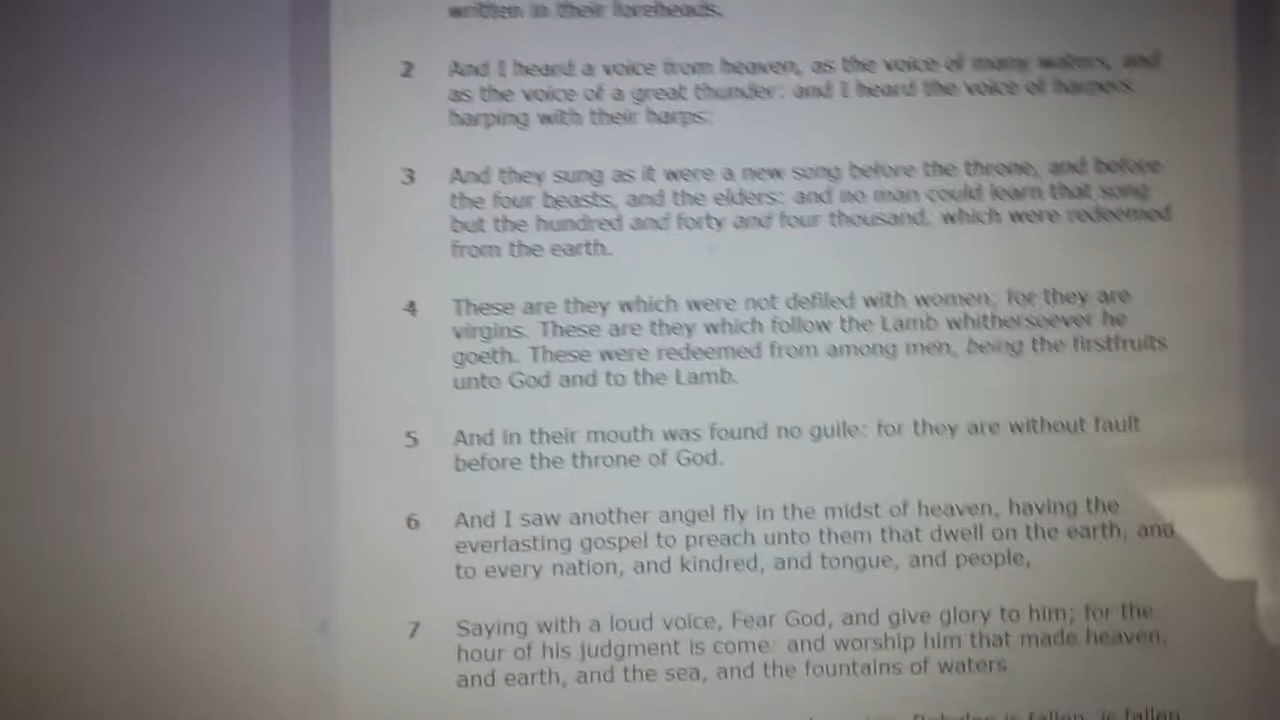 written in their foreheads.
2 And I heard a voice from heaven, as the voice of many waters, and
as the voice of a great thunder: and I heard the voice of harpers
harping with their harps:
3 And they sung as it were a new song before the throne, and before
the four beasts, and the elders: and no man could learn that song
but the hundred and forty and four thousand, which were redeemed
from the earth.
4 These are they which were not defiled with women; for they are
virgins. These are they which follow the Lamb whithersoever he
goeth. These were redeemed from among men, being the firstfruits
unto God and to the Lamb.
5 And in their mouth was found no guile: for they are without fault
before the throne of God.
6 And I saw another angel fly in the midst of heaven, having the
everlasting gospel to preach unto them that dwell on the earth, and
to every nation, and kindred, and tongue, and people,
7 Saying with a loud voice, Fear God, and give glory to him; for the
hour of his judgment is come: and worship him that made heaven,
and earth, and the sea, and the fountains of waters
Babylon is fallen, is fallen